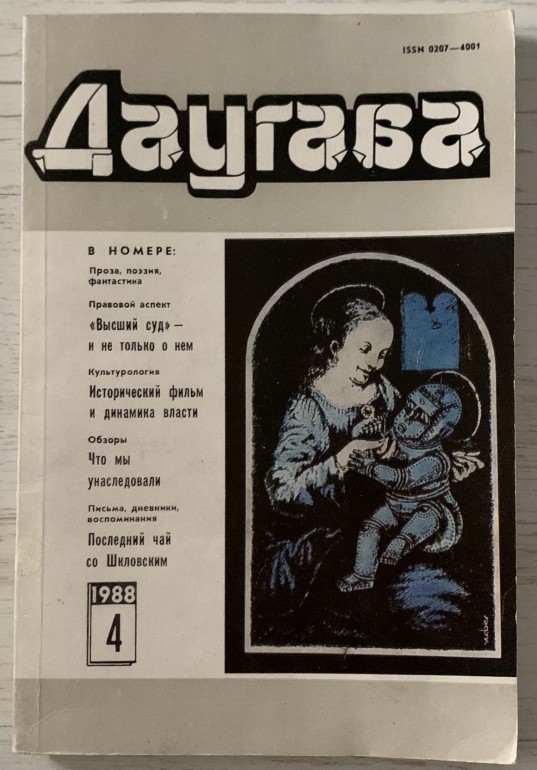 ISSN 0207—4001
Даугава
В НОМЕРЕ:
Проза, поэзия,
фантастика
Правовой аспект
«Высший суд» —
и не только о нем
Культурология
Исторический фильм
и динамика власти
Обзоры
Что мы
унаследовали
Письма, дневники,
воспоминания
Последний чай
со Шкловским
1988
4